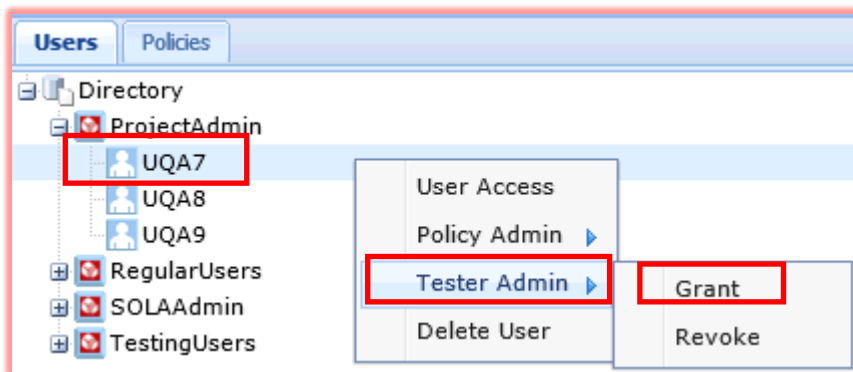 Users Policies
Directory
ProjectAdmin
UQA7
UQA8
UQA9
RegularUsers
SOLAAdmin
TestingUsers
User Access
Policy Admin
Tester Admin
Delete User
Grant
Revoke